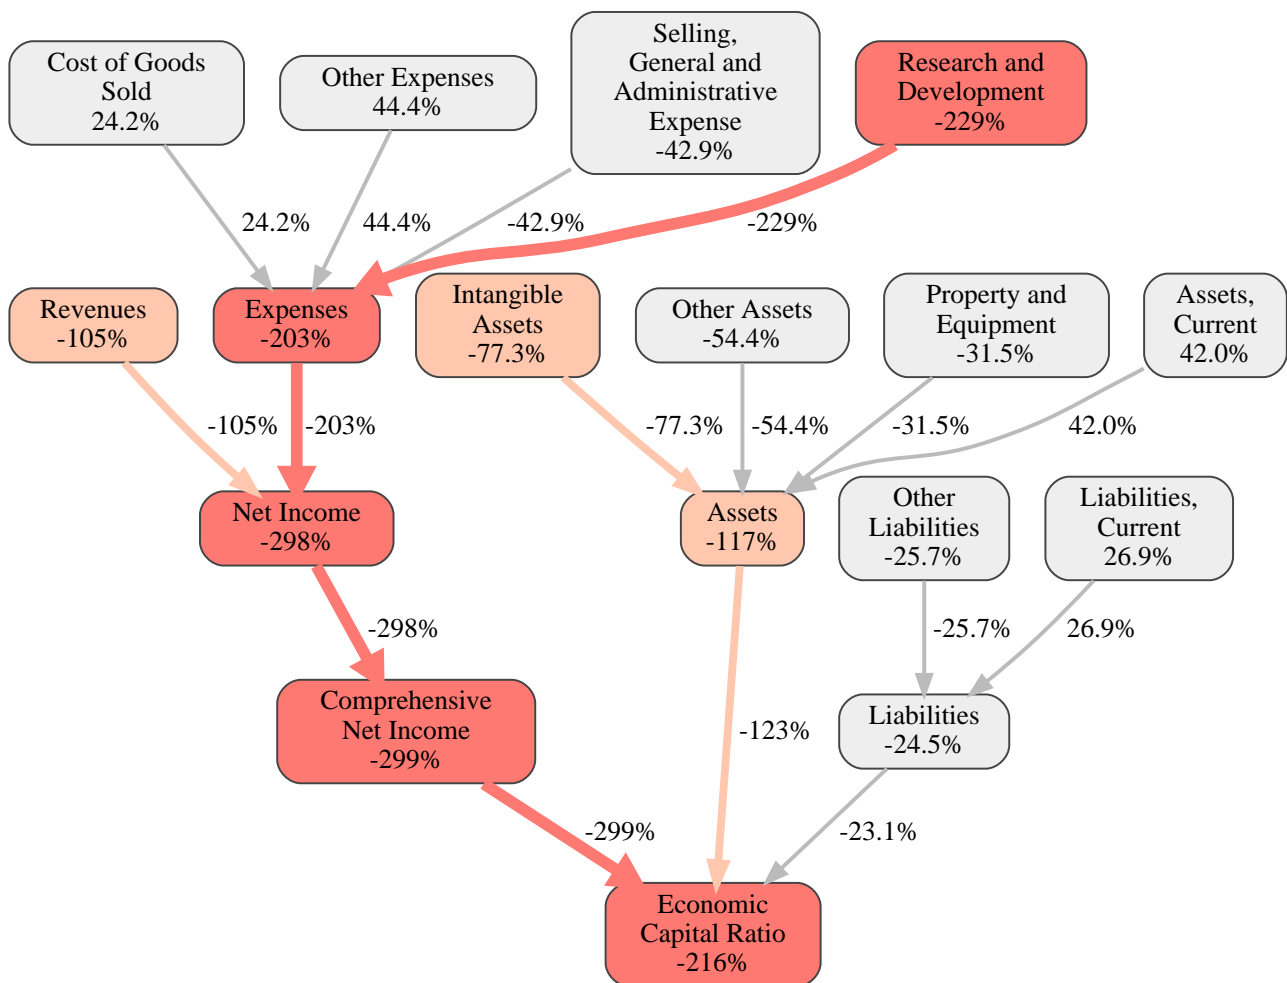 Cost of Goods
Sold
24.2%
Other Expenses
44.4%
Selling,
General and
Administrative
Expense
-42.9%
Research and
Development
-229%
24.2%
44.4%
-42.9%
-229%
Revenues
-105%
Expenses
-203%
Intangible
Assets
-77.3%
Other Assets
-54.4%
Property and
Equipment
-31.5%
Assets,
Current
42.0%
-105%
-203%
-77.3%
-54.4%
-31.5%
42.0%
Net Income
-298%
Assets
-117%
Other
Liabilities
-25.7%
Liabilities,
Current
26.9%
-298%
-25.7%
26.9%
Comprehensive
Net Income
-299%
-123%
Liabilities
-24.5%
-299%
-23.1%
Economic
Capital Ratio
-216%